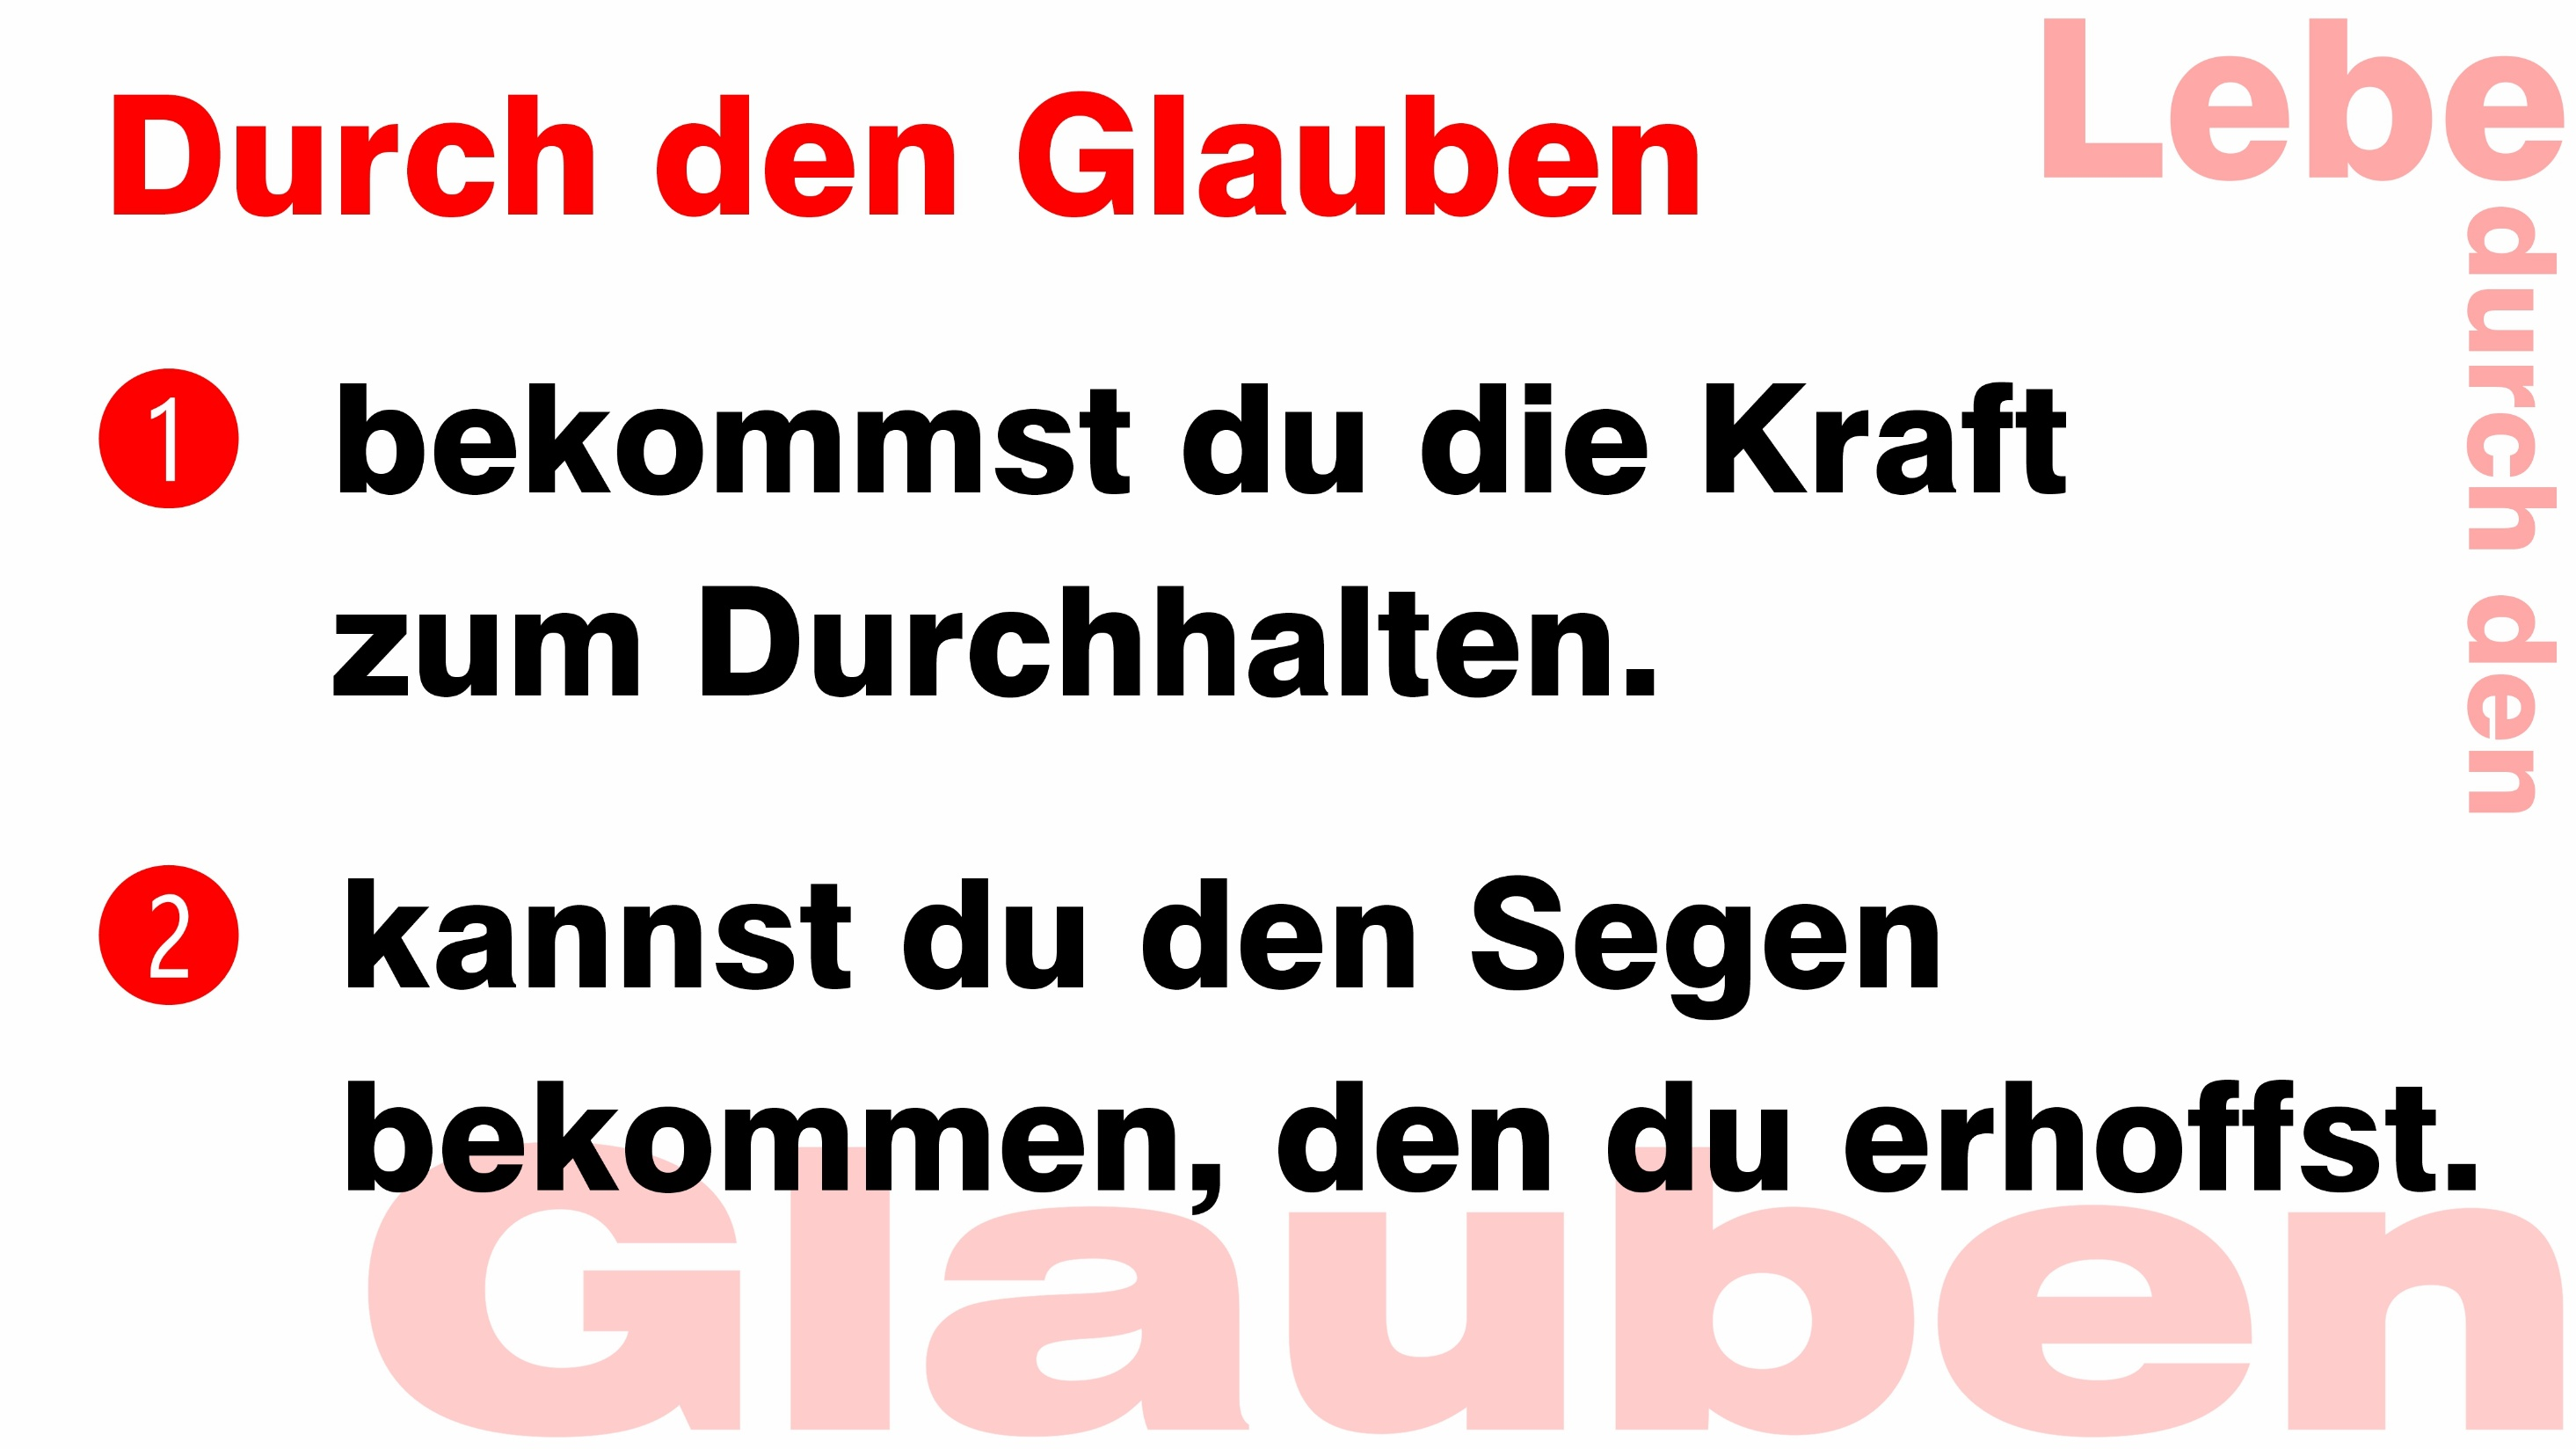 Durch den Glauben
1 bekommst du die Kraft
zum Durchhalten.
2 kannst du den Segen
bekommen, den du erhoffst.
Lebe
durch den
Glauben